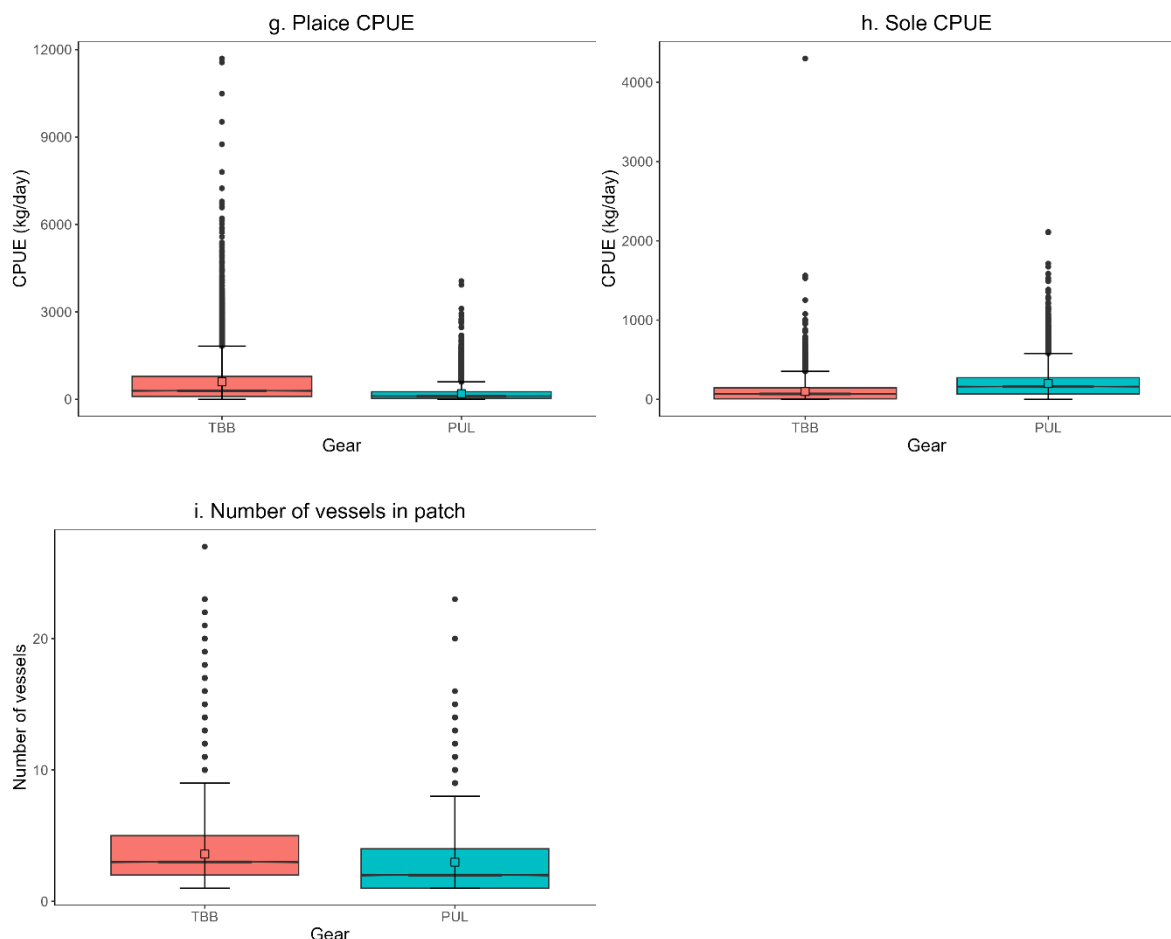 g. Plaice CPUE
12000
9000
6000
3000
0
CPUE (kg/day)
TBB PUL
Gear
h. Sole CPUE
4000
3000
2000
1000
0
CPUE (kg/day)
TBB PUL
Gear
i. Number of vessels in patch
20
10
0
Number of vessels
TBB PUL
Gear